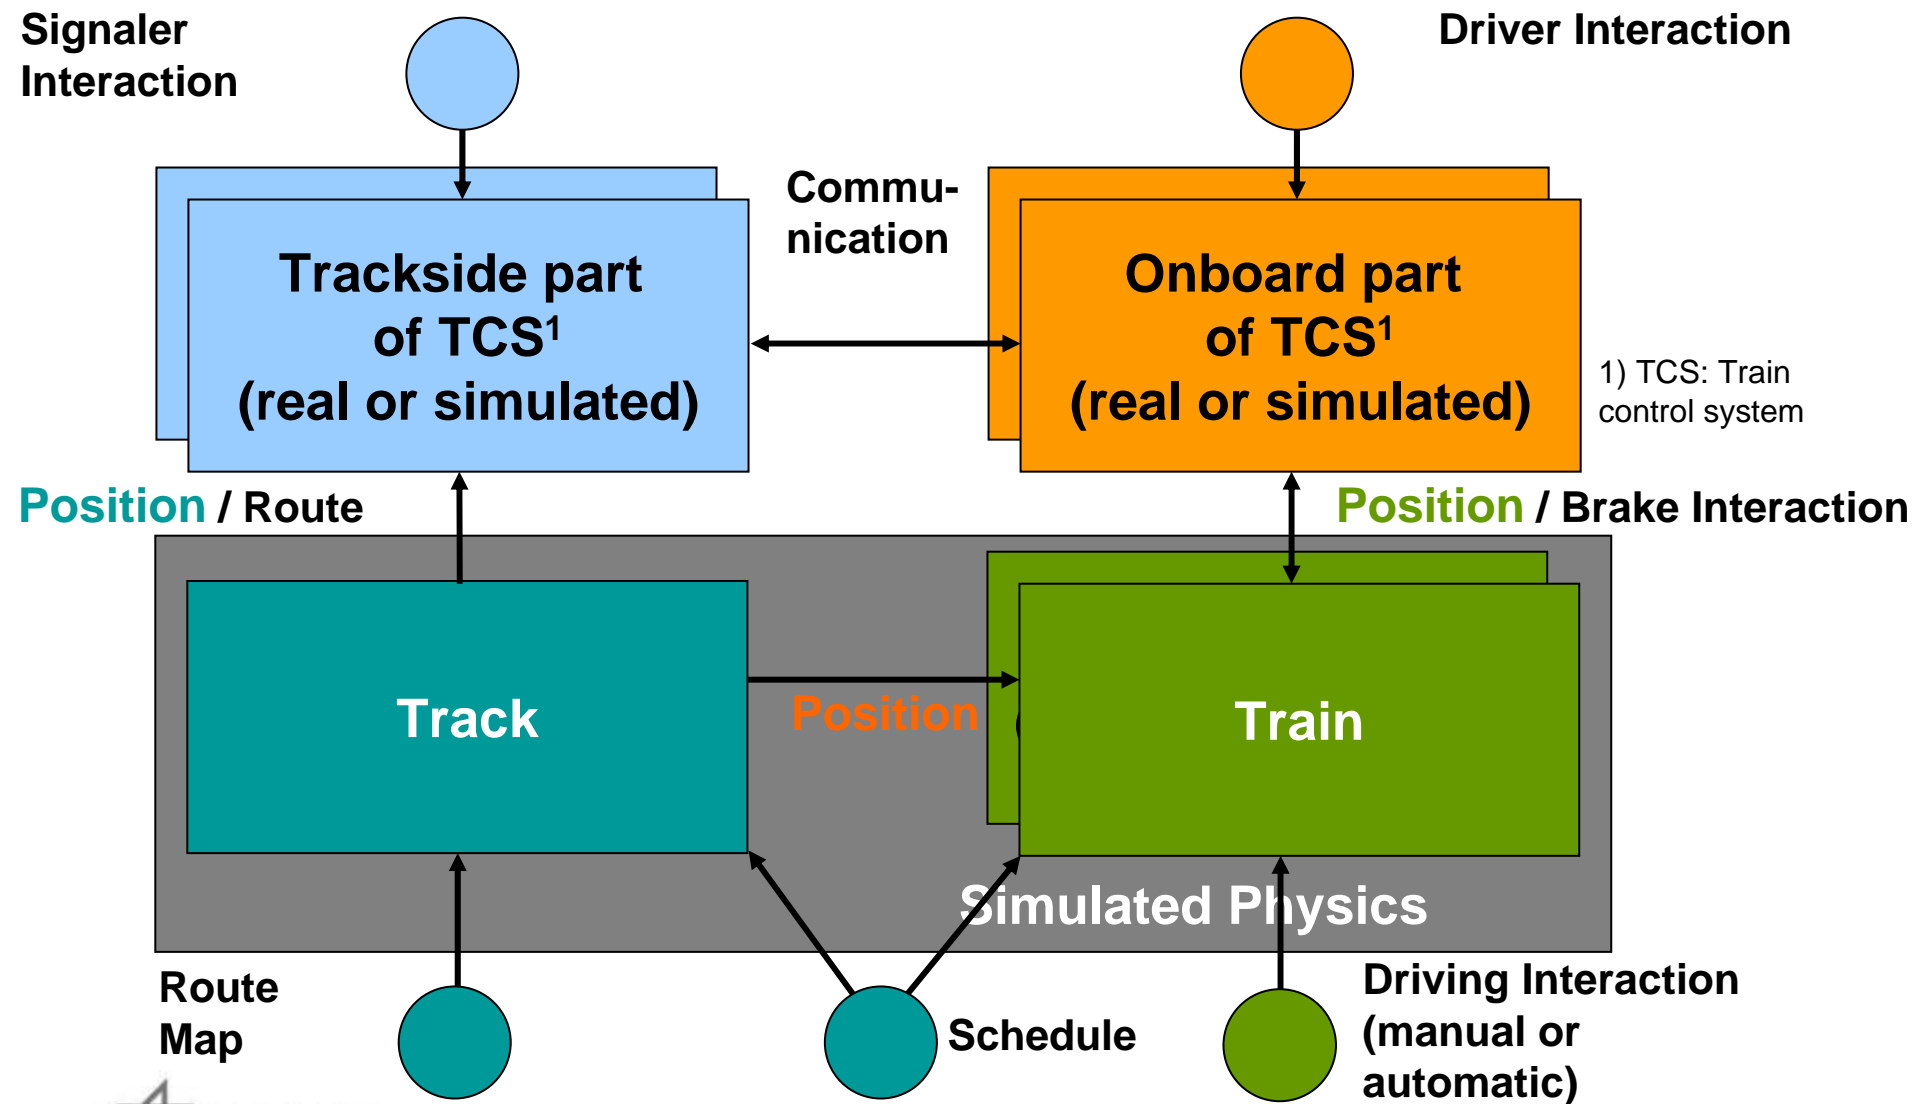 Signaler
Interaction
Driver Interaction
Commu-
nication
Trackside part
of TCS¹
(real or simulated)
Onboard part
of TCS¹
(real or simulated)
1) TCS: Train
control system
Position / Route
Position / Brake Interaction
Track
Position
Train
Simulated Physics
Route
Map
Schedule
Driving Interaction
(manual or
automatic)